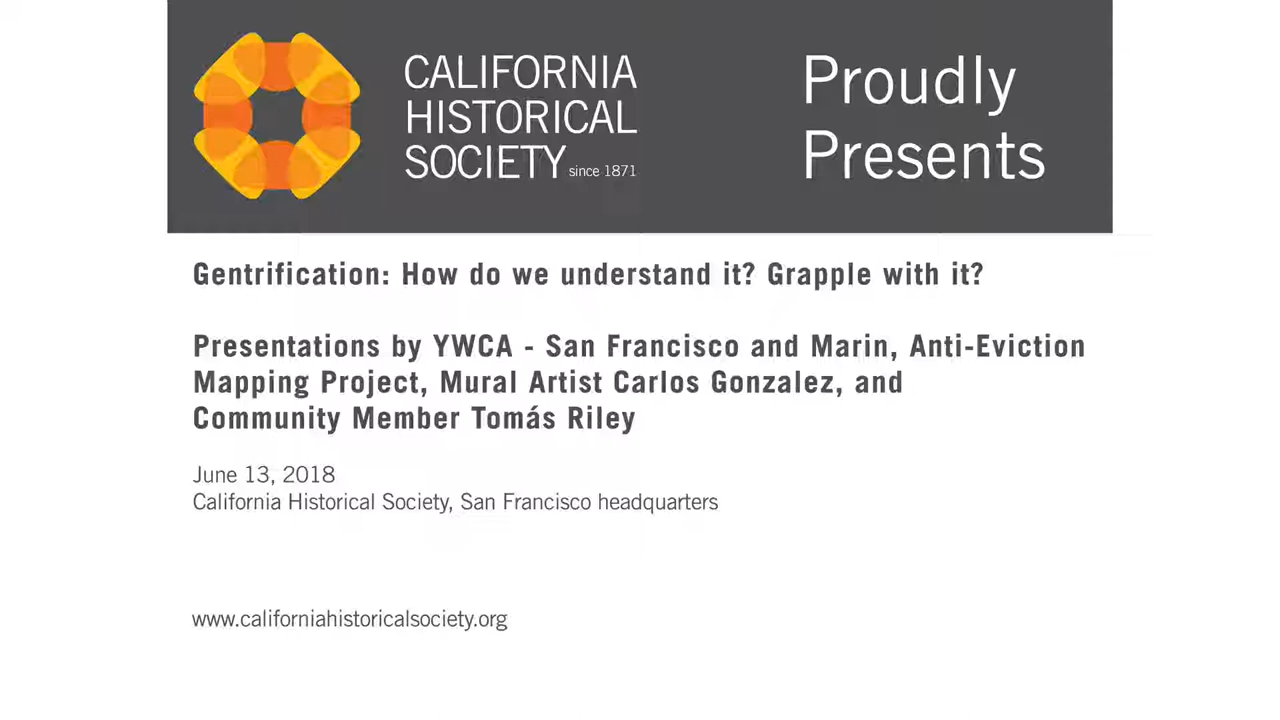 CALIFORNIA
HISTORICAL
SOCIETY since 1871
Proudly
Presents
Gentrification: How do we understand it? Grapple with it?
Presentations by YWCA - San Francisco and Marin, Anti-Eviction
Mapping Project, Mural Artist Carlos Gonzalez, and
Community Member Tomás Riley
June 13, 2018
California Historical Society, San Francisco headquarters
www.californiahistoricalsociety.org